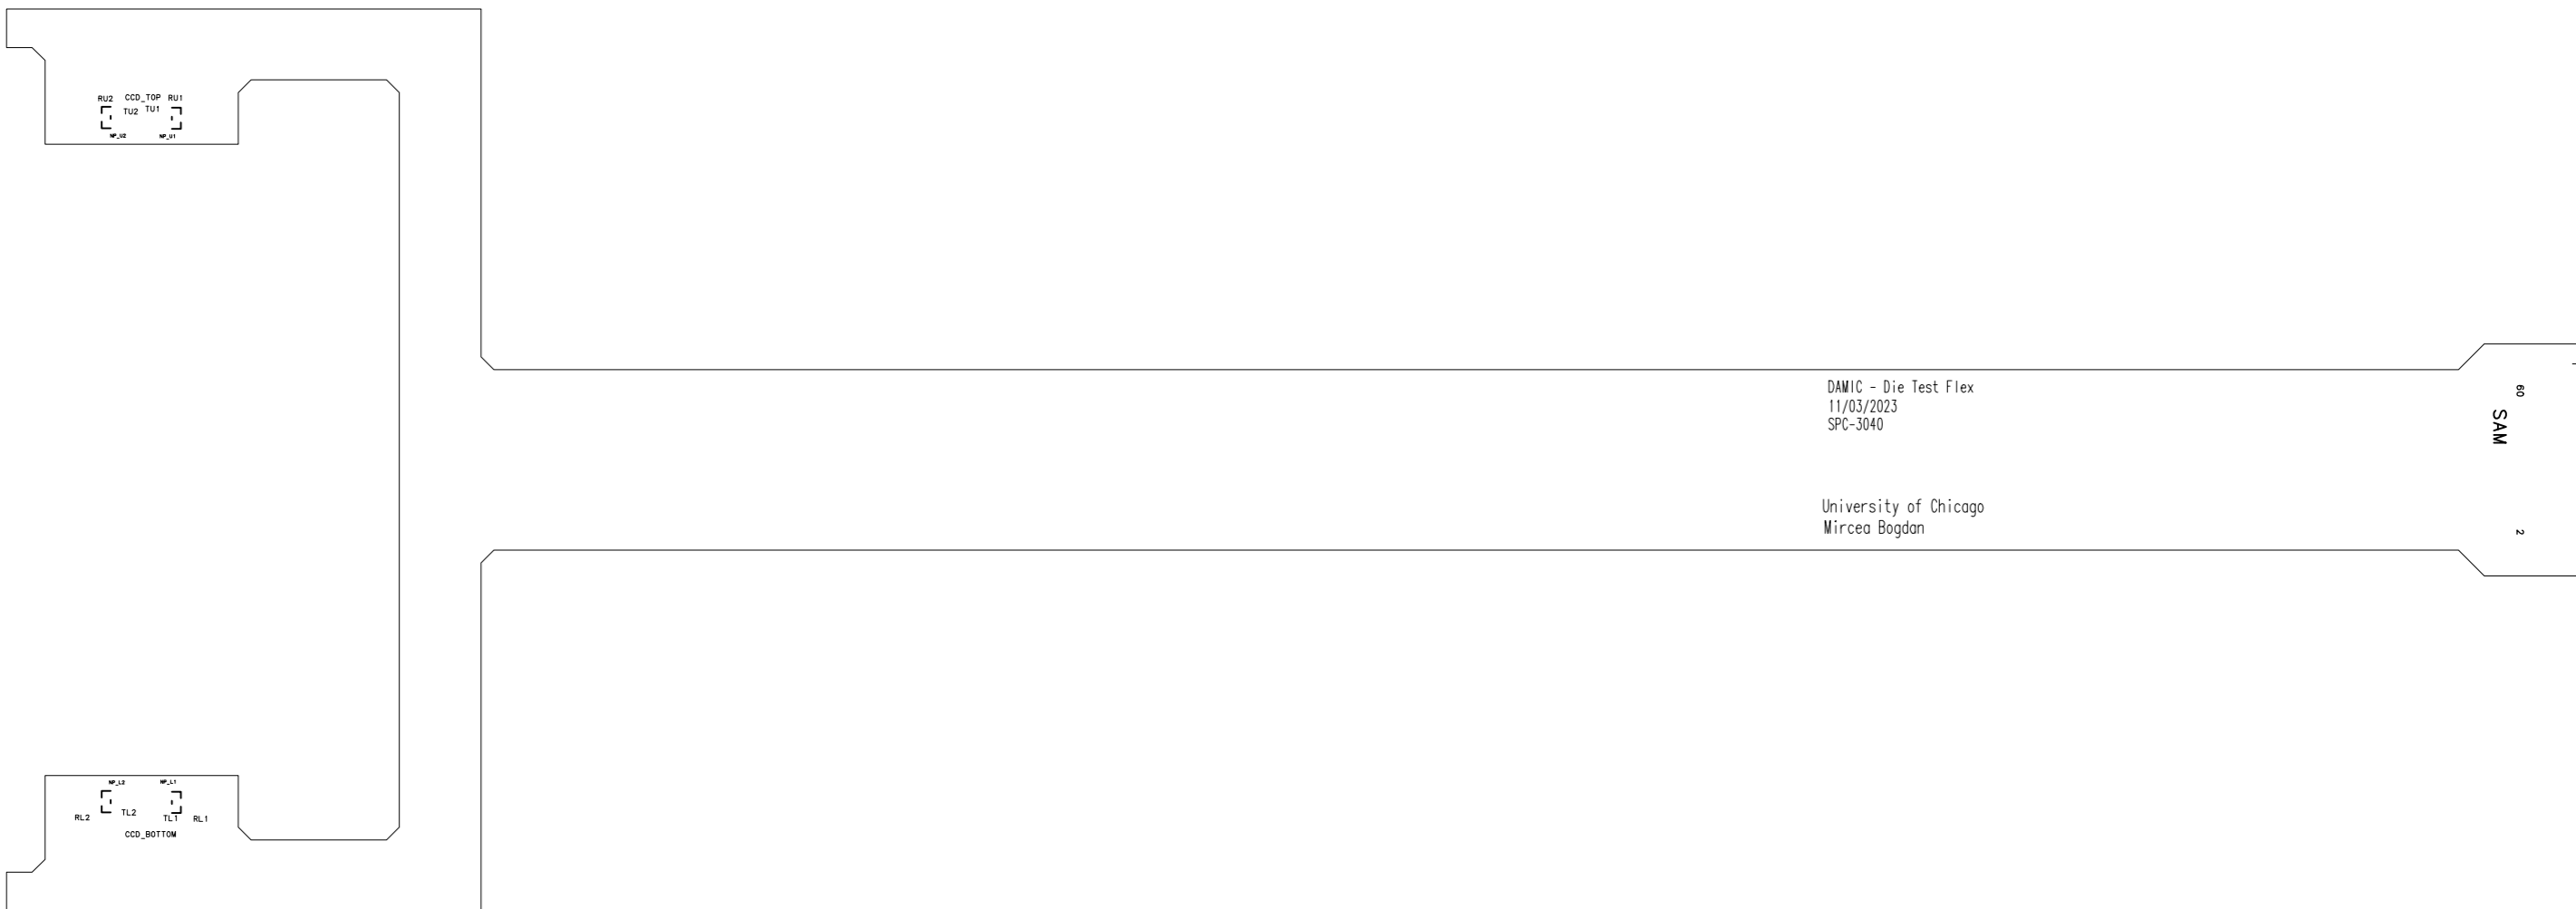 RU2 CCD_TOP RU1
TU2 TU1
NP_U2 NP_U1
DAMIC - Die Test Flex
11/03/2023
SPC-3040
60
SAM
University of Chicago
Mircea Bogdan
2
NP_L2 NP_L1
RL2 TL2 TL1 RL1
CCD_BOTTOM